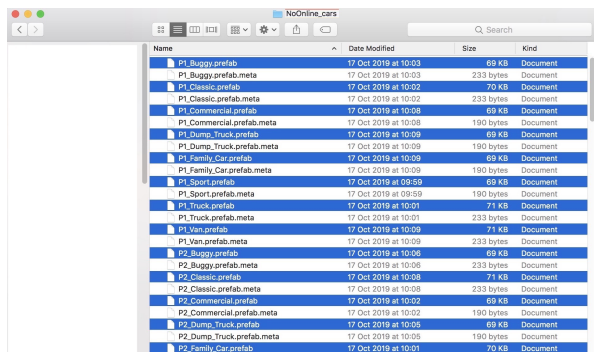 NoOnline_cars
Search
Name Date Modified Size Kind
P1_Buggy.prefab 17 Oct 2019 at 10:03 69 KB Document
P1_Buggy.prefab.meta 17 Oct 2019 at 10:03 233 bytes Document
P1_Classic.prefab 17 Oct 2019 at 10:02 70 KB Document
P1_Classic.prefab.meta 17 Oct 2019 at 10:02 233 bytes Document
P1_Commercial.prefab 17 Oct 2019 at 10:08 69 KB Document
P1_Commercial.prefab.meta 17 Oct 2019 at 10:08 190 bytes Document
P1_Dump_Truck.prefab 17 Oct 2019 at 10:09 69 KB Document
P1_Dump_Truck.prefab.meta 17 Oct 2019 at 10:09 190 bytes Document
P1_Family_Car.prefab 17 Oct 2019 at 10:09 69 KB Document
P1_Family_Car.prefab.meta 17 Oct 2019 at 10:09 190 bytes Document
P1_Sport.prefab 17 Oct 2019 at 09:59 69 KB Document
P1_Sport.prefab.meta 17 Oct 2019 at 09:59 190 bytes Document
P1_Truck.prefab 17 Oct 2019 at 10:01 71 KB Document
P1_Truck.prefab.meta 17 Oct 2019 at 10:01 233 bytes Document
P1_Van.prefab 17 Oct 2019 at 10:09 71 KB Document
P1_Van.prefab.meta 17 Oct 2019 at 10:09 233 bytes Document
P2_Buggy.prefab 17 Oct 2019 at 10:06 69 KB Document
P2_Buggy.prefab.meta 17 Oct 2019 at 10:06 233 bytes Document
P2_Classic.prefab 17 Oct 2019 at 10:08 71 KB Document
P2_Classic.prefab.meta 17 Oct 2019 at 10:08 233 bytes Document
P2_Commercial.prefab 17 Oct 2019 at 10:02 69 KB Document
P2_Commercial.prefab.meta 17 Oct 2019 at 10:02 190 bytes Document
P2_Dump_Truck.prefab 17 Oct 2019 at 10:05 69 KB Document
P2_Dump_Truck.prefab.meta 17 Oct 2019 at 10:05 190 bytes Document
P2_Family_Car.prefab 17 Oct 2019 at 10:01 70 KB Document